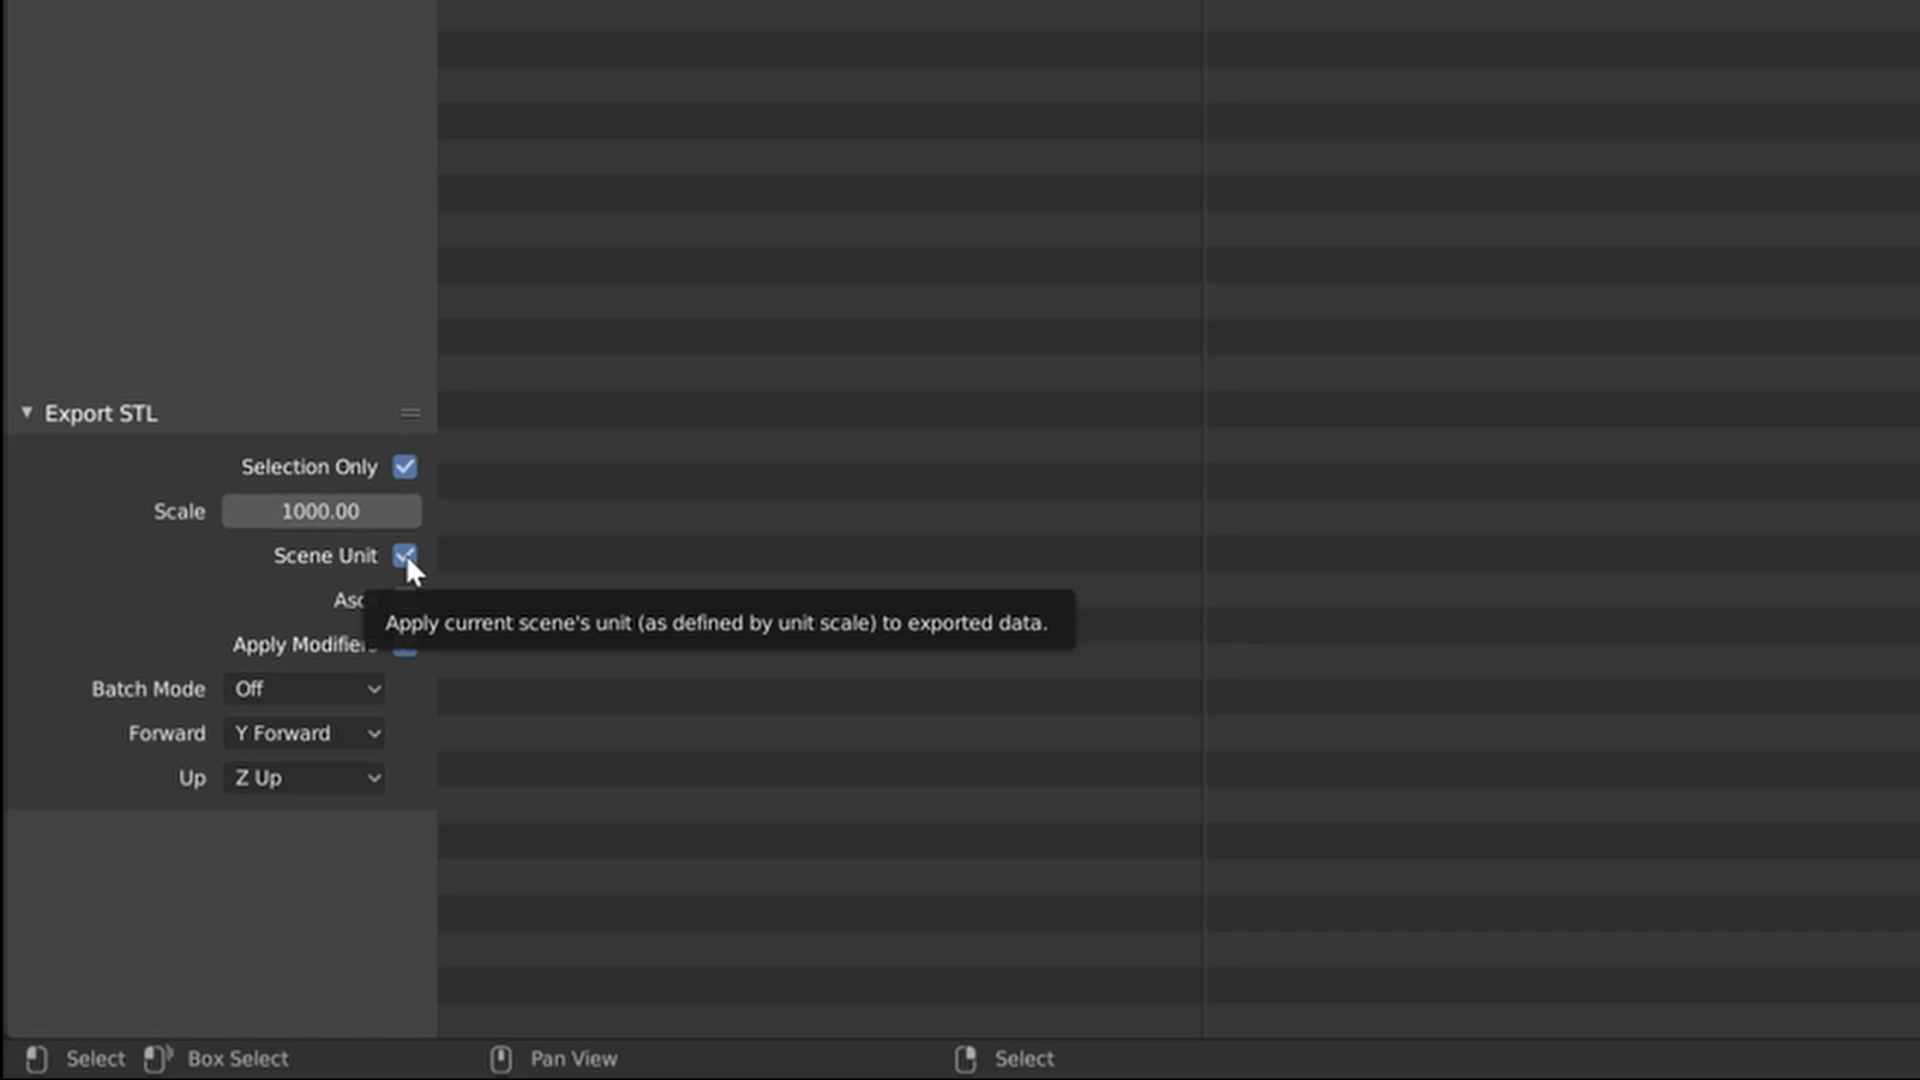 Export STL
Selection Only
Scale 1000.00
Scene Unit
Apply current scene's unit (as defined by unit scale) to exported data.
Apply Modifiers
Batch Mode Off
Forward Y Forward
Up Z Up
Select Box Select Pan View Select